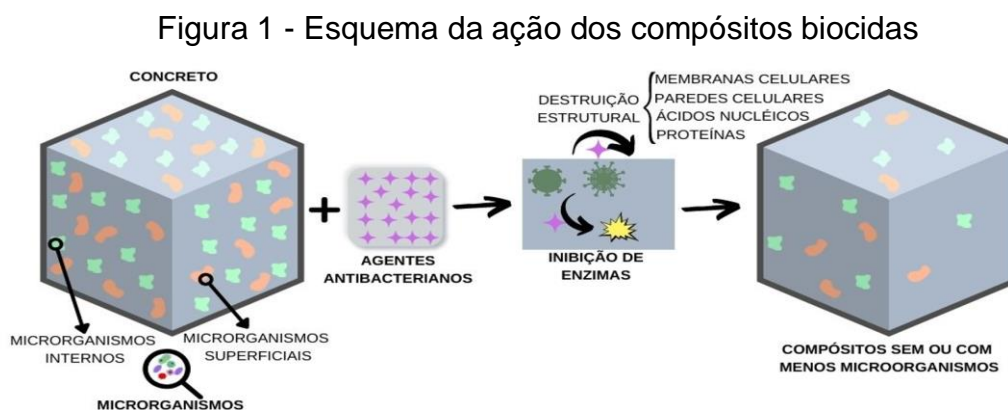 Figura 1 - Esquema da ação dos compósitos biocidas
CONCRETO
MICRORGANISMOS
INTERNOS
MICRORGANISMOS
SUPERFICIAIS
MICRORGANISMOS
AGENTES
ANTIBACTERIANOS
DESTRUIÇÃO
ESTRUTURAL
MEMBRANAS CELULARES
PAREDES CELULARES
ÁCIDOS NUCLÉICOS
PROTEÍNAS
INIBIÇÃO DE
ENZIMAS
COMPÓSITOS SEM OU COM
MENOS MICROORGANISMOS